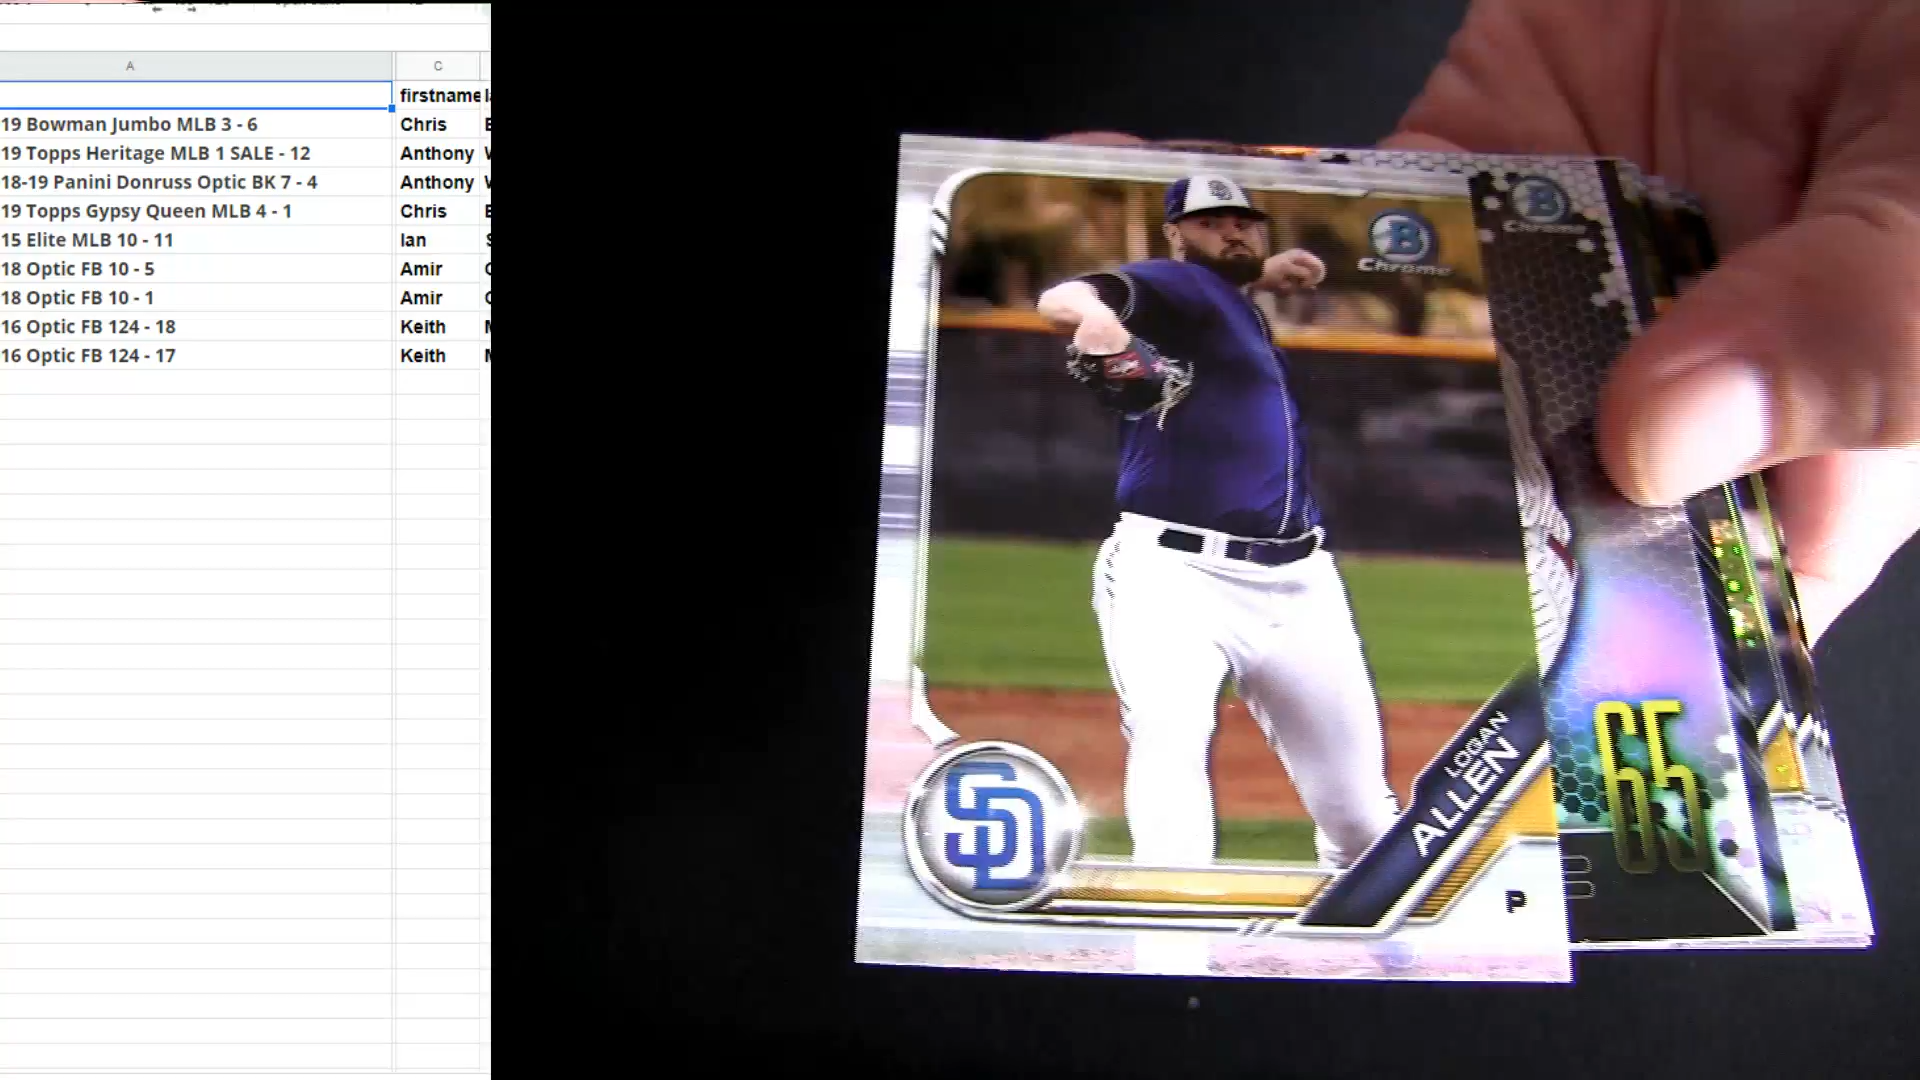 A C
firstname
19 Bowman Jumbo MLB 3 - 6 Chris
19 Topps Heritage MLB 1 SALE - 12 Anthony
18-19 Panini Donruss Optic BK 7 - 4 Anthony
19 Topps Gypsy Queen MLB 4 - 1 Chris
15 Elite MLB 10 - 11 Ian
18 Optic FB 10 - 5 Amir
18 Optic FB 10 - 1 Amir
16 Optic FB 124 - 18 Keith
16 Optic FB 124 - 17 Keith
B
Chrome
B
Chrome
LOGAN
ALLEN
SD
P
65